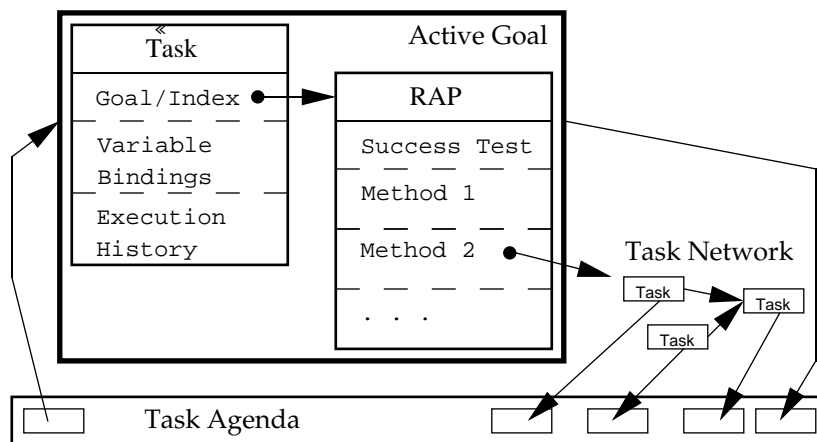 Active Goal
«
Task
Goal/Index
Variable
Bindings
Execution
History
RAP
Success Test
Method 1
Method 2
. . .
Task Network
Task
Task
Task
Task Agenda